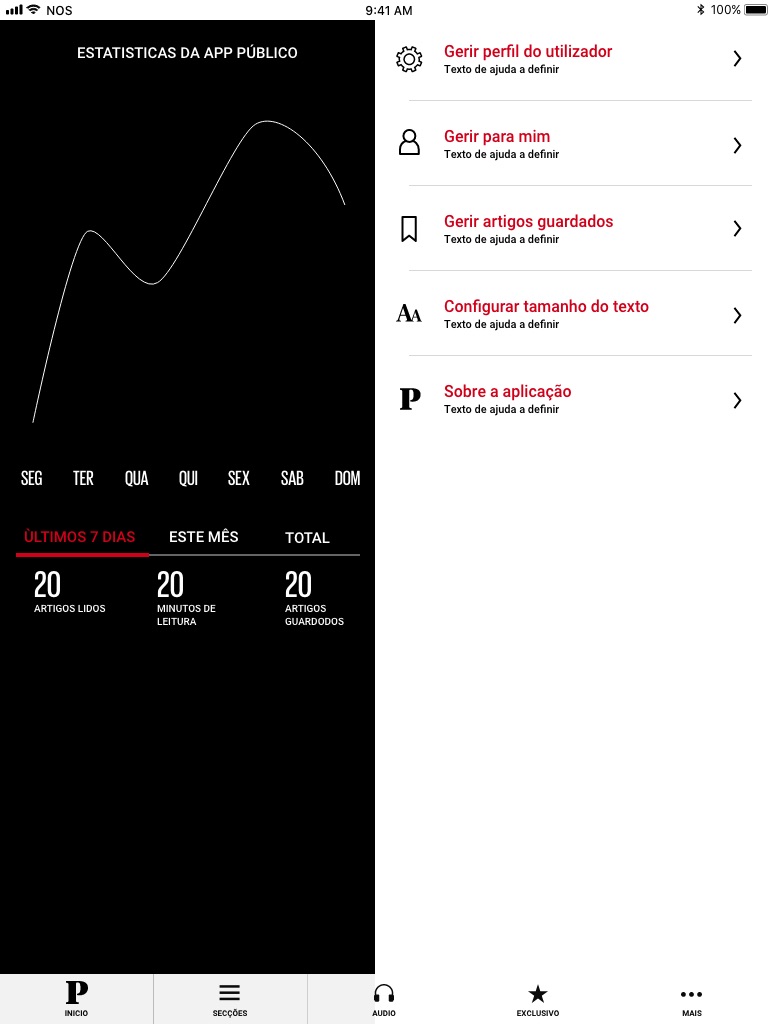 NOS 9:41 AM 100%
ESTATISTICAS DA APP PÚBLICO
SEG TER QUA QUI SEX SAB DOM
ÙLTIMOS 7 DIAS ESTE MÊS TOTAL
20 20 20
ARTIGOS LIDOS MINUTOS DE ARTIGOS
LEITURA GUARDODOS
Gerir perfil do utilizador
Texto de ajuda a definir
Gerir para mim
Texto de ajuda a definir
Gerir artigos guardados
Texto de ajuda a definir
AA Configurar tamanho do texto
Texto de ajuda a definir
P Sobre a aplicação
Texto de ajuda a definir
P
INICIO SECÇÕES AUDIO EXCLUSIVO MAIS